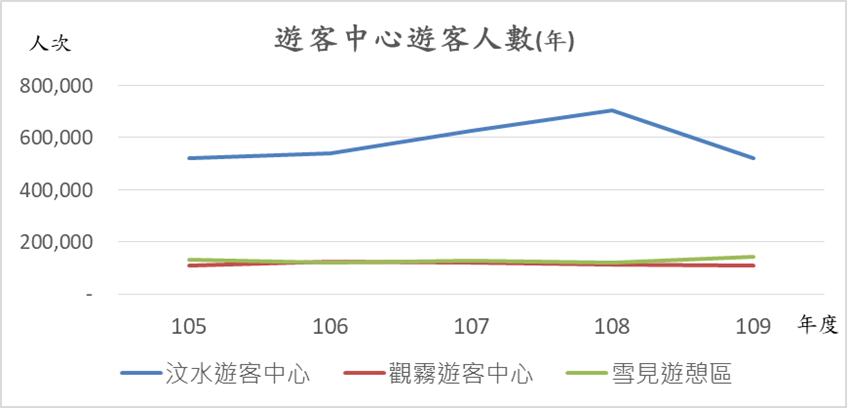 遊客中心遊客人數(年)
人次
800,000
600,000
400,000
200,000
-
105 106 107 108 109 年度
汶水遊客中心 觀霧遊客中心 雪見遊憩區